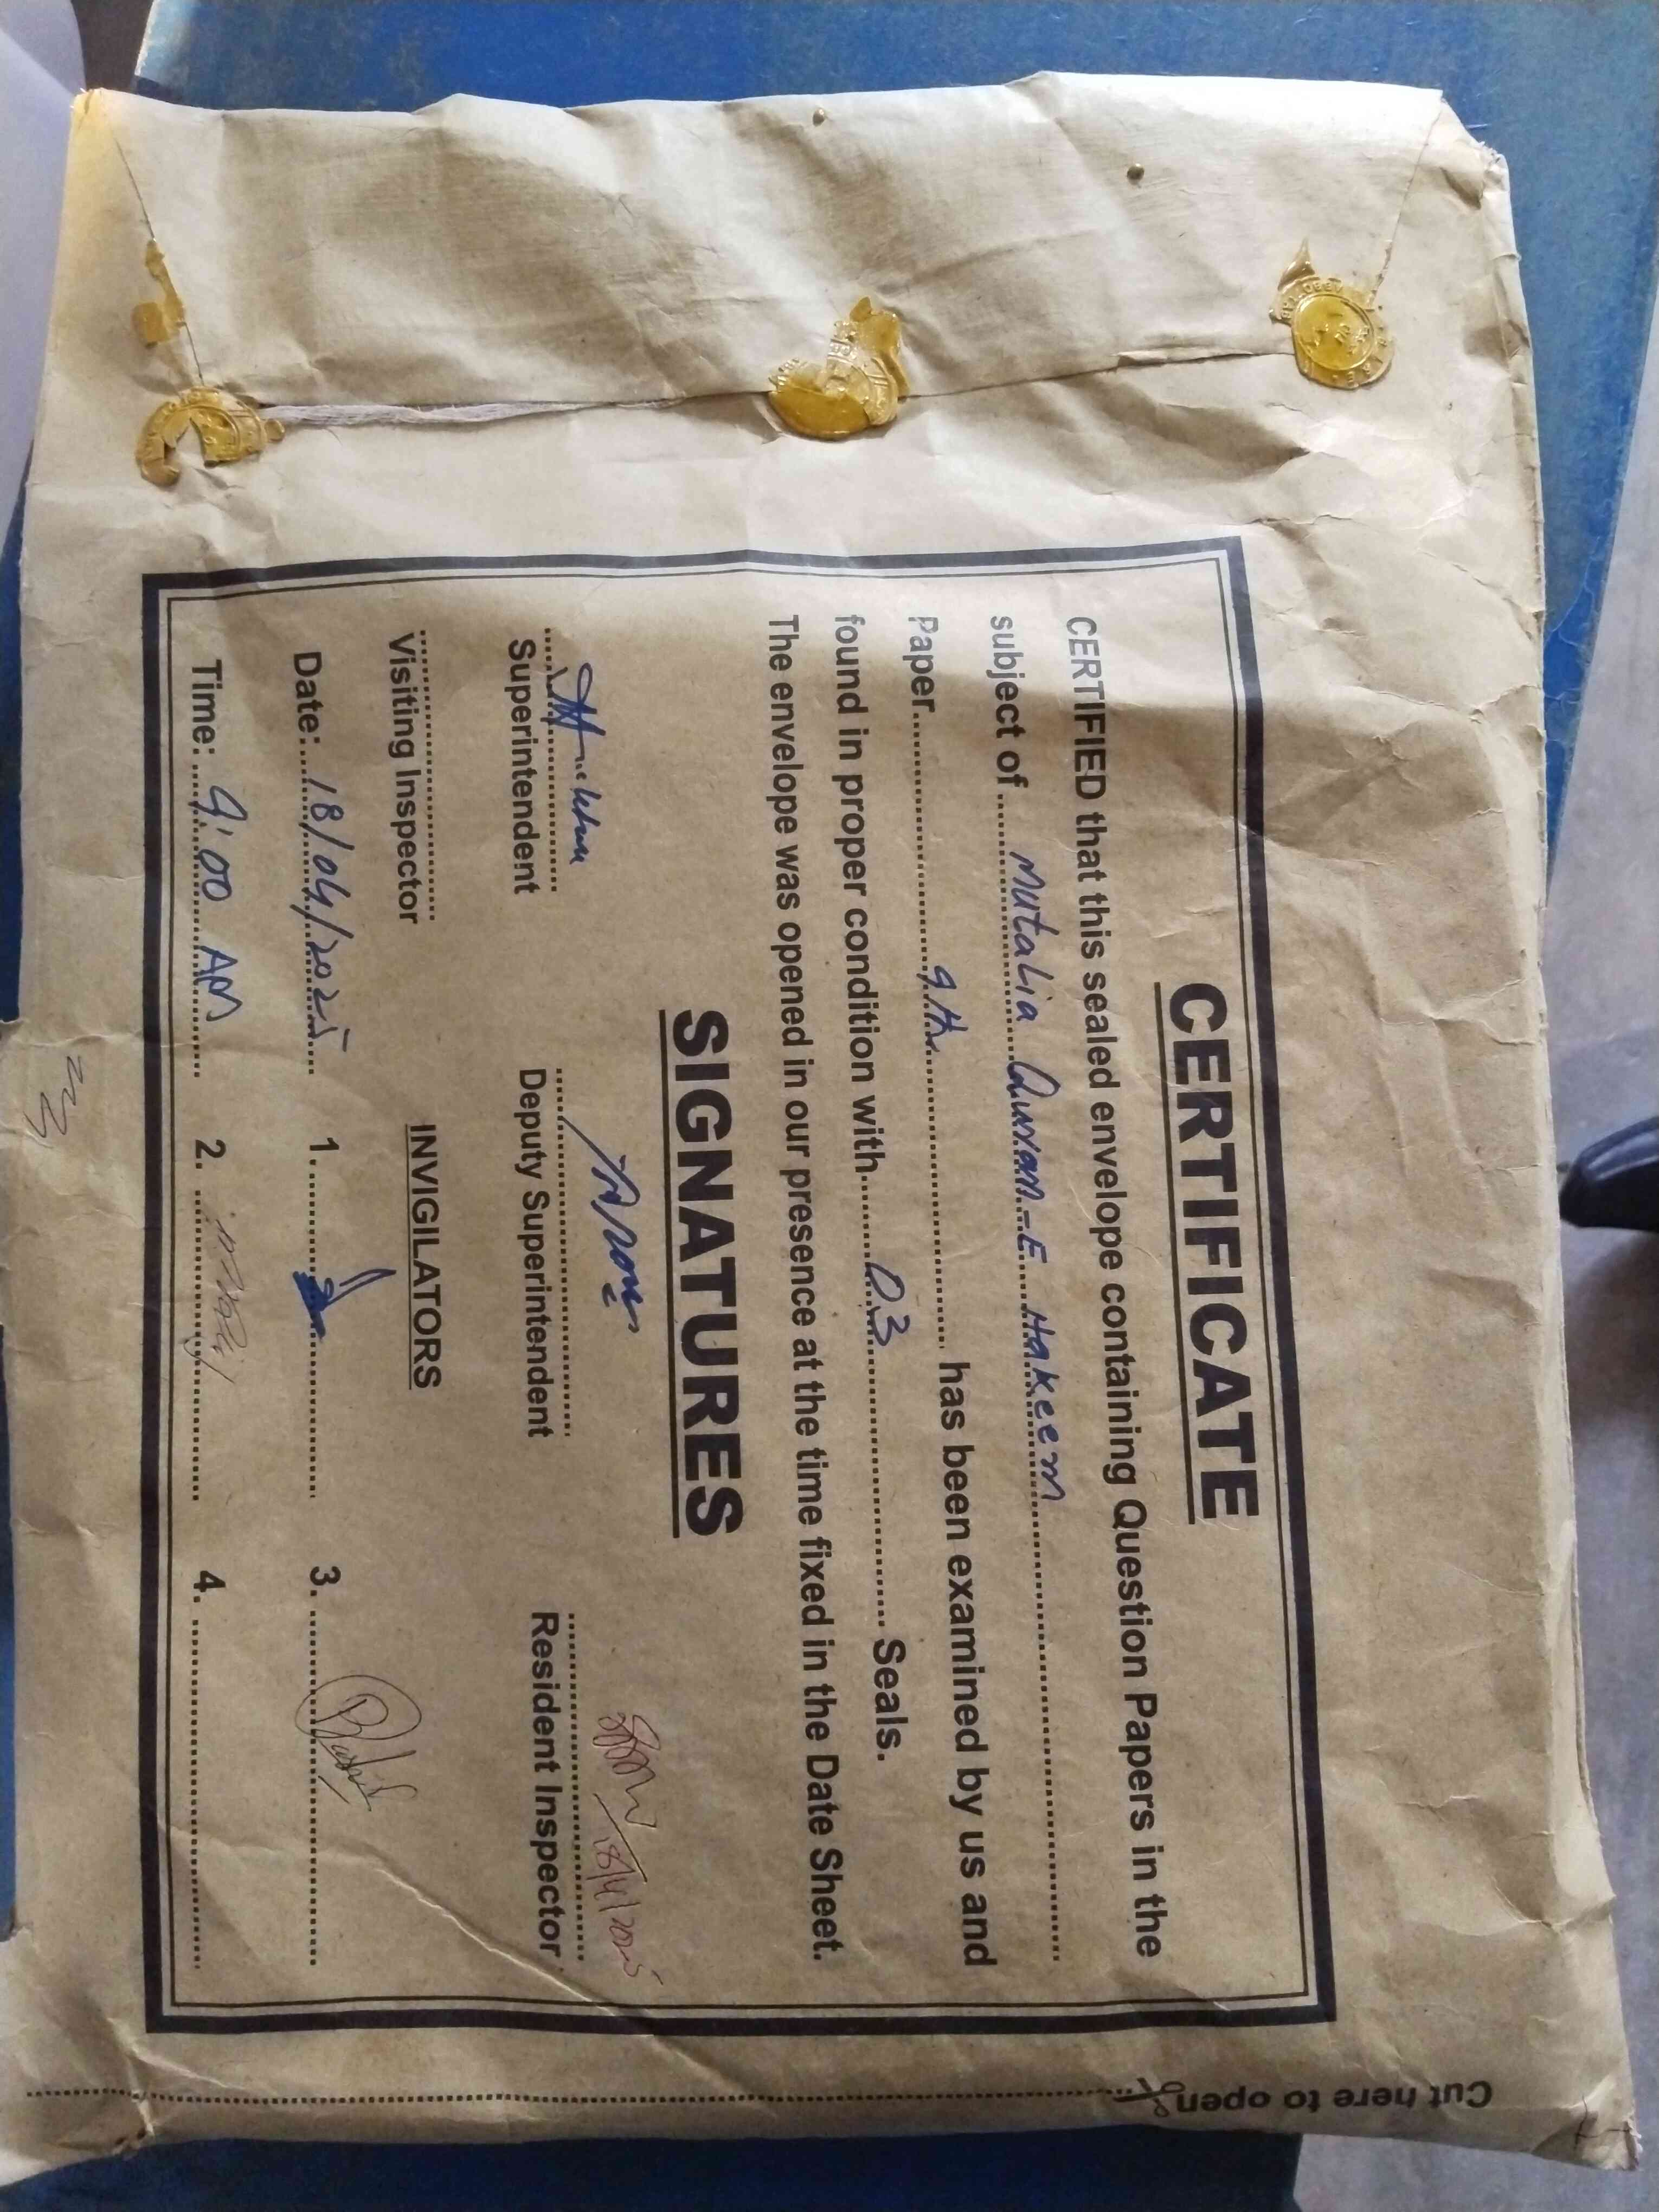 CERTIFICATE
CERTIFIED that this sealed envelope containing Question Papers in the
subject of ...... Mutalia Quran-E Hakeem ......
Paper...... 9th ...... has been examined by us and
found in proper condition with...... 03 ...... Seals.
The envelope was opened in our presence at the time fixed in the Date Sheet.
SIGNATURES
18/4/2025
Superintendent Deputy Superintendent Resident Inspector
Visiting Inspector INVIGILATORS
Date: 18/04/2025 1. 3.
Time: 9:00 AM 2. 4.
Cut here to open